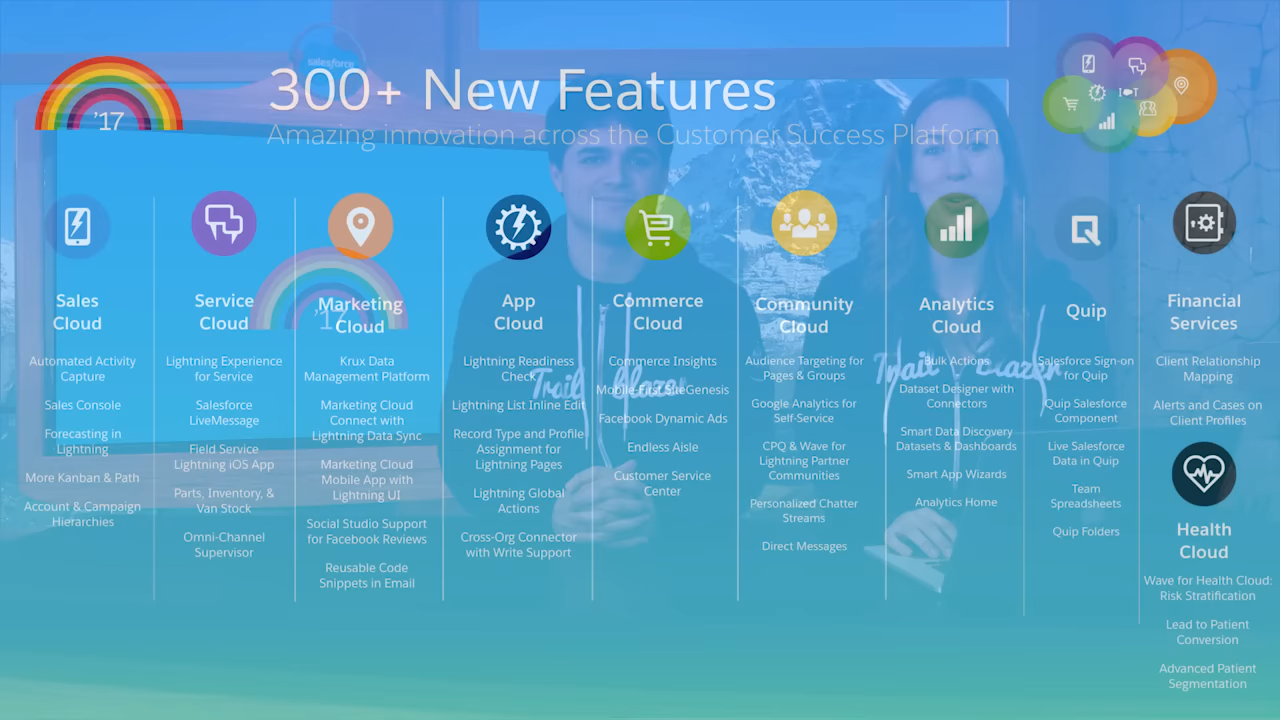 salesforce
'17
300+ New Features
Amazing innovation across the Customer Success Platform
Sales
Cloud
Automated Activity
Capture
Sales Console
Forecasting in
Lightning
More Kanban & Path
Account & Campaign
Hierarchies
Service
Cloud
Lightning Experience
for Service
Salesforce
LiveMessage
Field Service
Lightning iOS App
Parts, Inventory, &
Van Stock
Omni-Channel
Supervisor
'17
Marketing
Cloud
Krux Data
Management Platform
Marketing Cloud
Connect with
Lightning Data Sync
Marketing Cloud
Mobile App with
Lightning UI
Social Studio Support
for Facebook Reviews
Reusable Code
Snippets in Email
App
Cloud
Lightning Readiness
Check
Lightning List Inline Edit
Record Type and Profile
Assignment for
Lightning Pages
Lightning Global
Actions
Cross-Org Connector
with Write Support
Commerce
Cloud
Commerce Insights
Mobile-First SiteGenesis
Facebook Dynamic Ads
Endless Aisle
Customer Service
Center
Trail Blazer
Community
Cloud
Audience Targeting for
Pages & Groups
Google Analytics for
Self-Service
CPQ & Wave for
Lightning Partner
Communities
Personalized Chatter
Streams
Direct Messages
Analytics
Cloud
Bulk Actions
Dataset Designer with
Connectors
Smart Data Discovery
Datasets & Dashboards
Smart App Wizards
Analytics Home
Trail Blazer
Quip
Salesforce Sign-on
for Quip
Quip Salesforce
Component
Live Salesforce
Data in Quip
Team
Spreadsheets
Quip Folders
Financial
Services
Client Relationship
Mapping
Alerts and Cases on
Client Profiles
Health
Cloud
Wave for Health Cloud:
Risk Stratification
Lead to Patient
Conversion
Advanced Patient
Segmentation